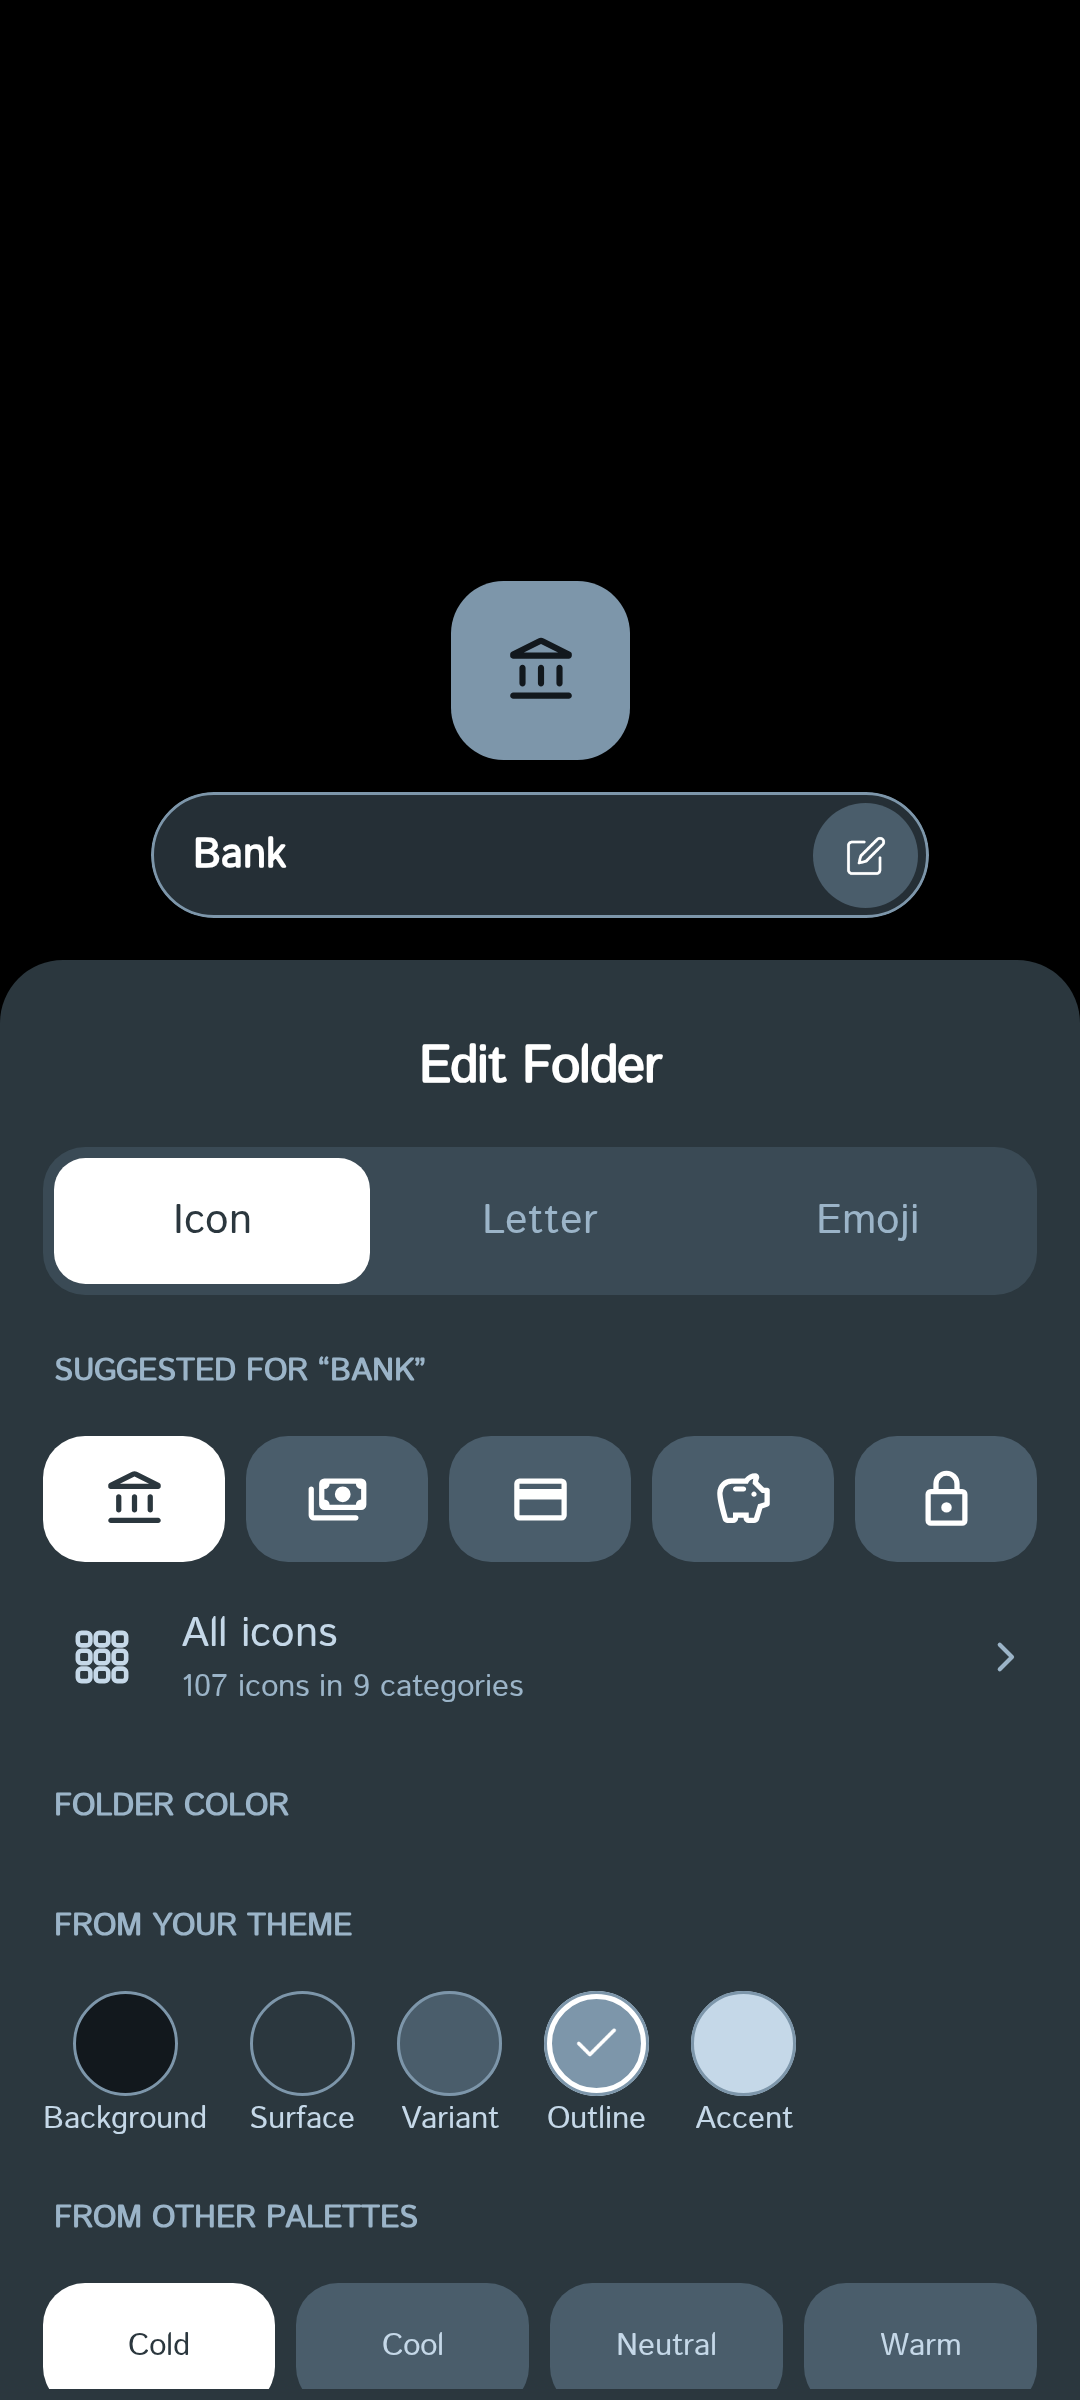 Bank
Edit Folder
Icon Letter Emoji
SUGGESTED FOR “BANK”
All icons
107 icons in 9 categories
FOLDER COLOR
FROM YOUR THEME
Background Surface Variant Outline Accent
FROM OTHER PALETTES
Cold Cool Neutral Warm